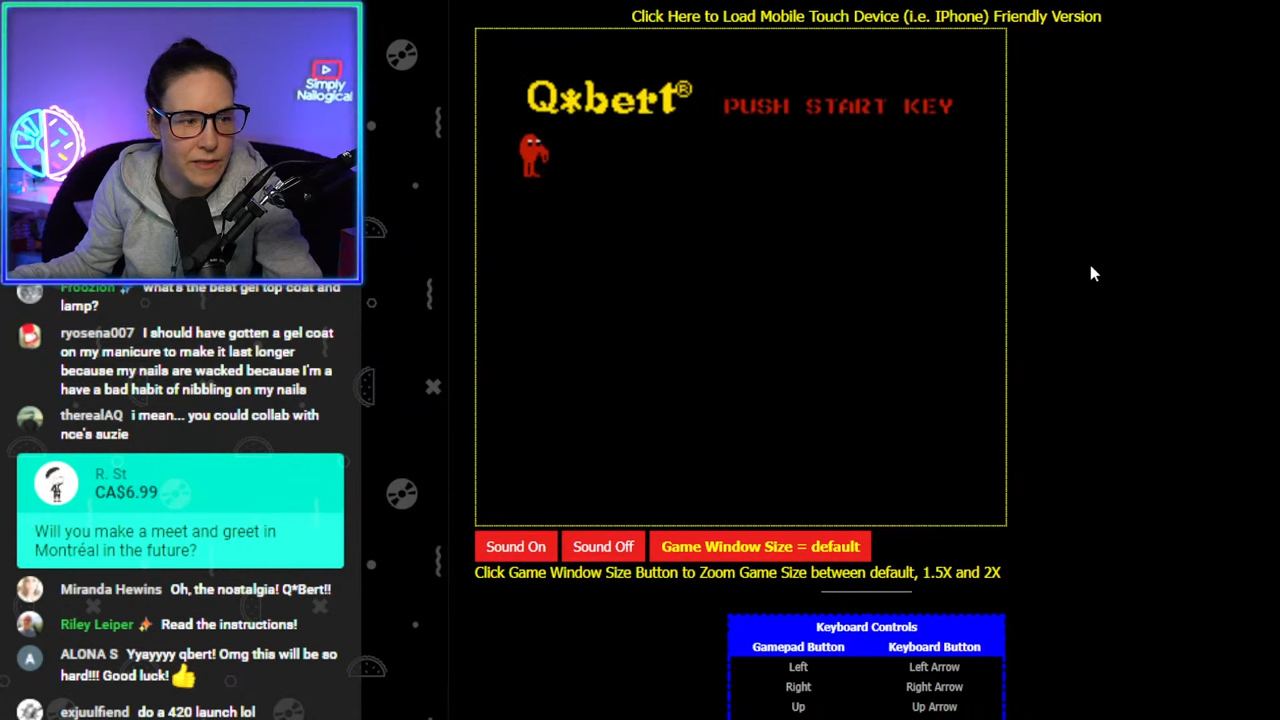 Simply
Nailogical
Froozion what's the best gel top coat and
lamp?
ryosena007 I should have gotten a gel coat
on my manicure to make it last longer
because my nails are wacked because I'm a
have a bad habit of nibbling on my nails
therealAQ i mean... you could collab with
nce's suzie
R. St
CA$6.99
Will you make a meet and greet in
Montréal in the future?
Miranda Hewins Oh, the nostalgia! Q*Bert!!
Riley Leiper Read the instructions!
A
ALONA S Yyayyyy qbert! Omg this will be so
hard!!! Good luck!
exjuulfiend do a 420 launch lol
Click Here to Load Mobile Touch Device (i.e. IPhone) Friendly Version
Q*bert® PUSH START KEY
Sound On Sound Off Game Window Size = default
Click Game Window Size Button to Zoom Game Size between default, 1.5X and 2X
Keyboard Controls
Gamepad Button Keyboard Button
Left Left Arrow
Right Right Arrow
Up Up Arrow